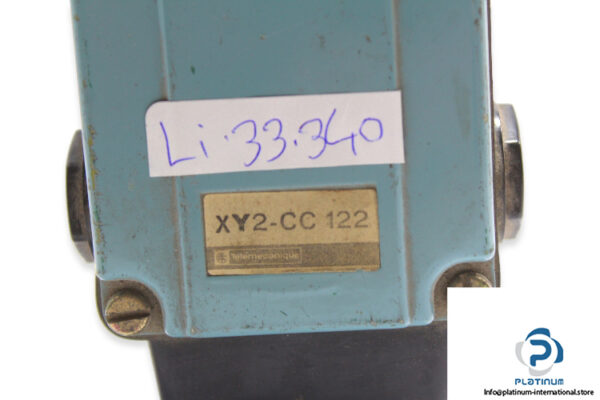 Li.33.340
XY2-CC 122
Telemecanique
PLATINUM
info@platinum-international.store